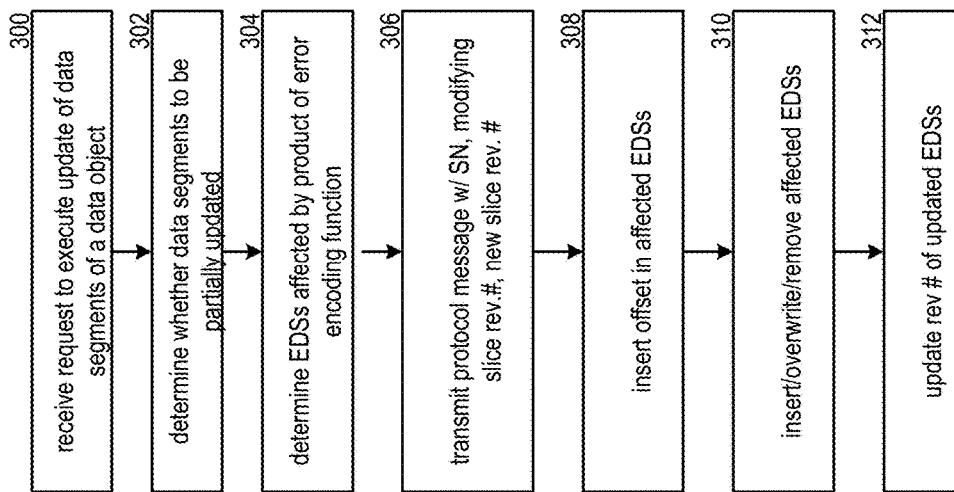 300
receive request to execute update of data
segments of a data object
302
determine whether data segments to be
partially updated
304
determine EDSs affected by product of error
encoding function
306
transmit protocol message w/ SN, modifying
slice rev.#, new slice rev. #
308
insert offset in affected EDSs
310
insert/overwrite/remove affected EDSs
312
update rev # of updated EDSs